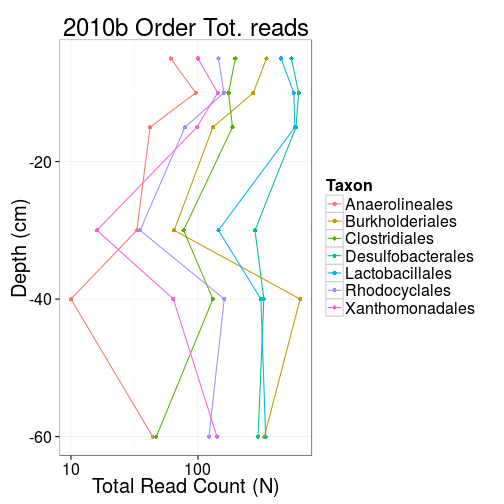 2010b Order Tot. reads
Depth (cm)
-20
-40
-60
10
100
Total Read Count (N)
Taxon
Anaerolineales
Burkholderiales
Clostridiales
Desulfobacterales
Lactobacillales
Rhodocyclales
Xanthomonadales